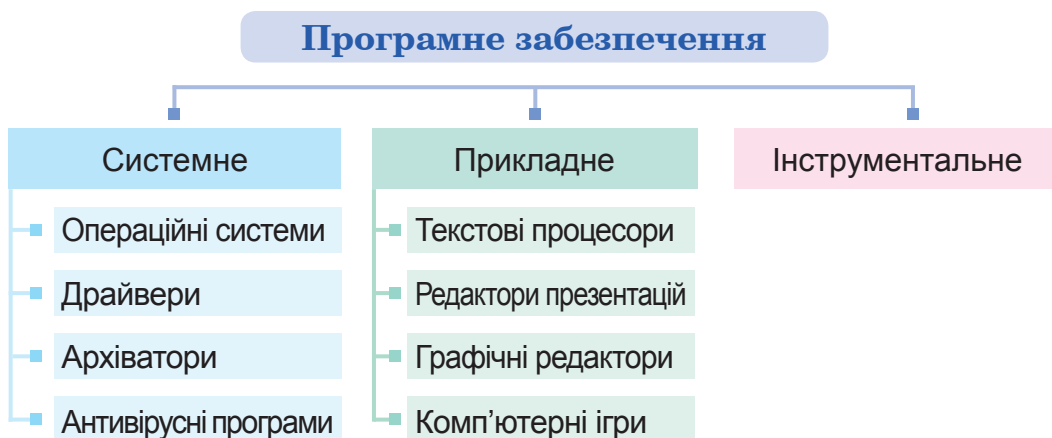 Програмне забезпечення
Системне
Операційні системи
Драйвери
Архіватори
Антивірусні програми
Прикладне
Текстові процесори
Редактори презентацій
Графічні редактори
Комп’ютерні ігри
Інструментальне